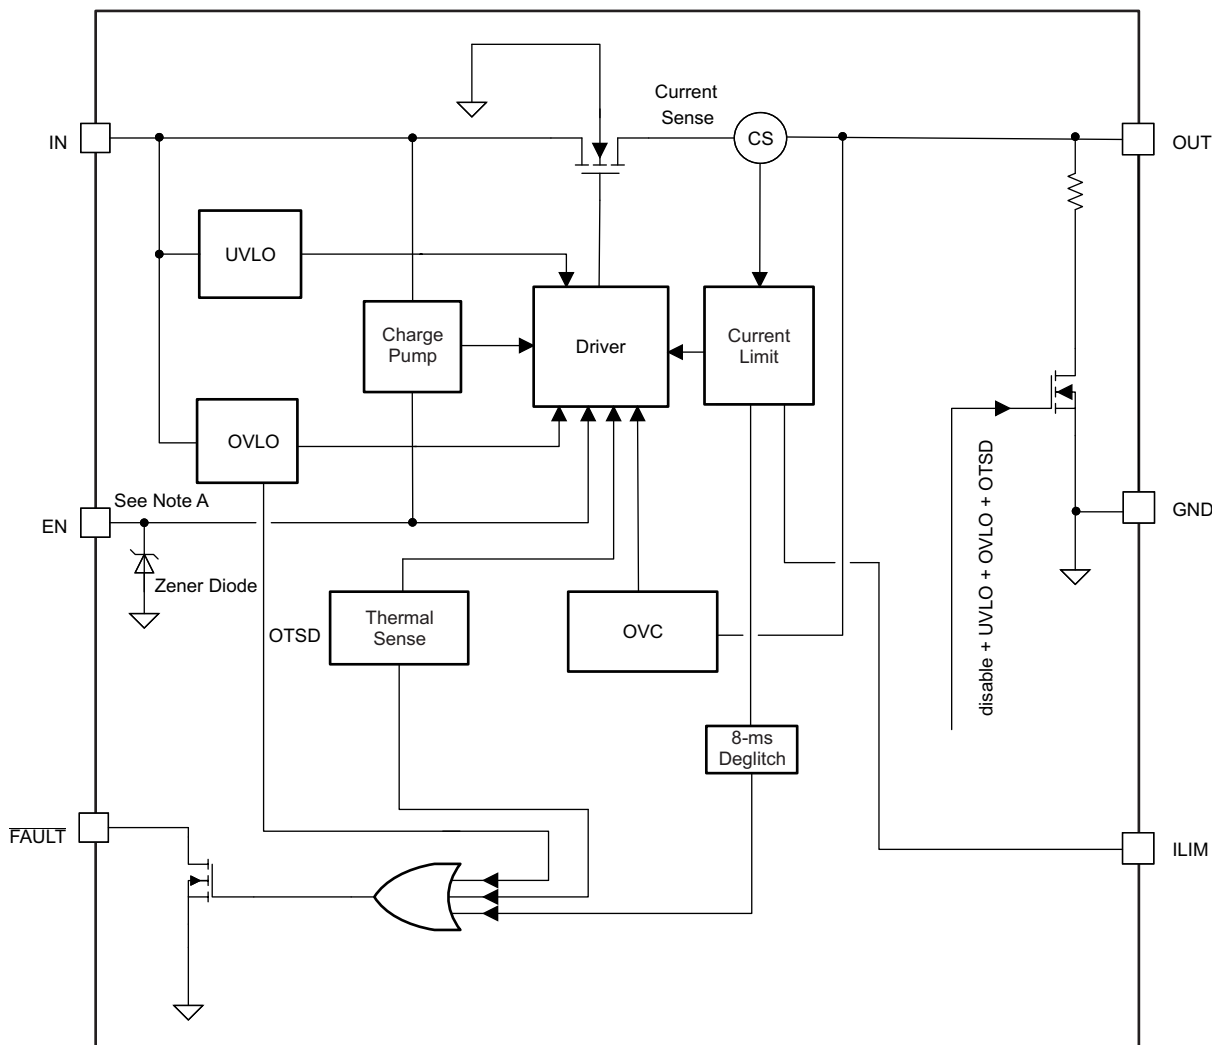 Current
Sense
CS
IN
OUT
UVLO
Charge
Pump
Driver
Current
Limit
OVLO
See Note A
EN
GND
Zener Diode
OTSD
Thermal
Sense
OVC
disable + UVLO + OVLO + OTSD
8-ms
Deglitch
FAULT
ILIM